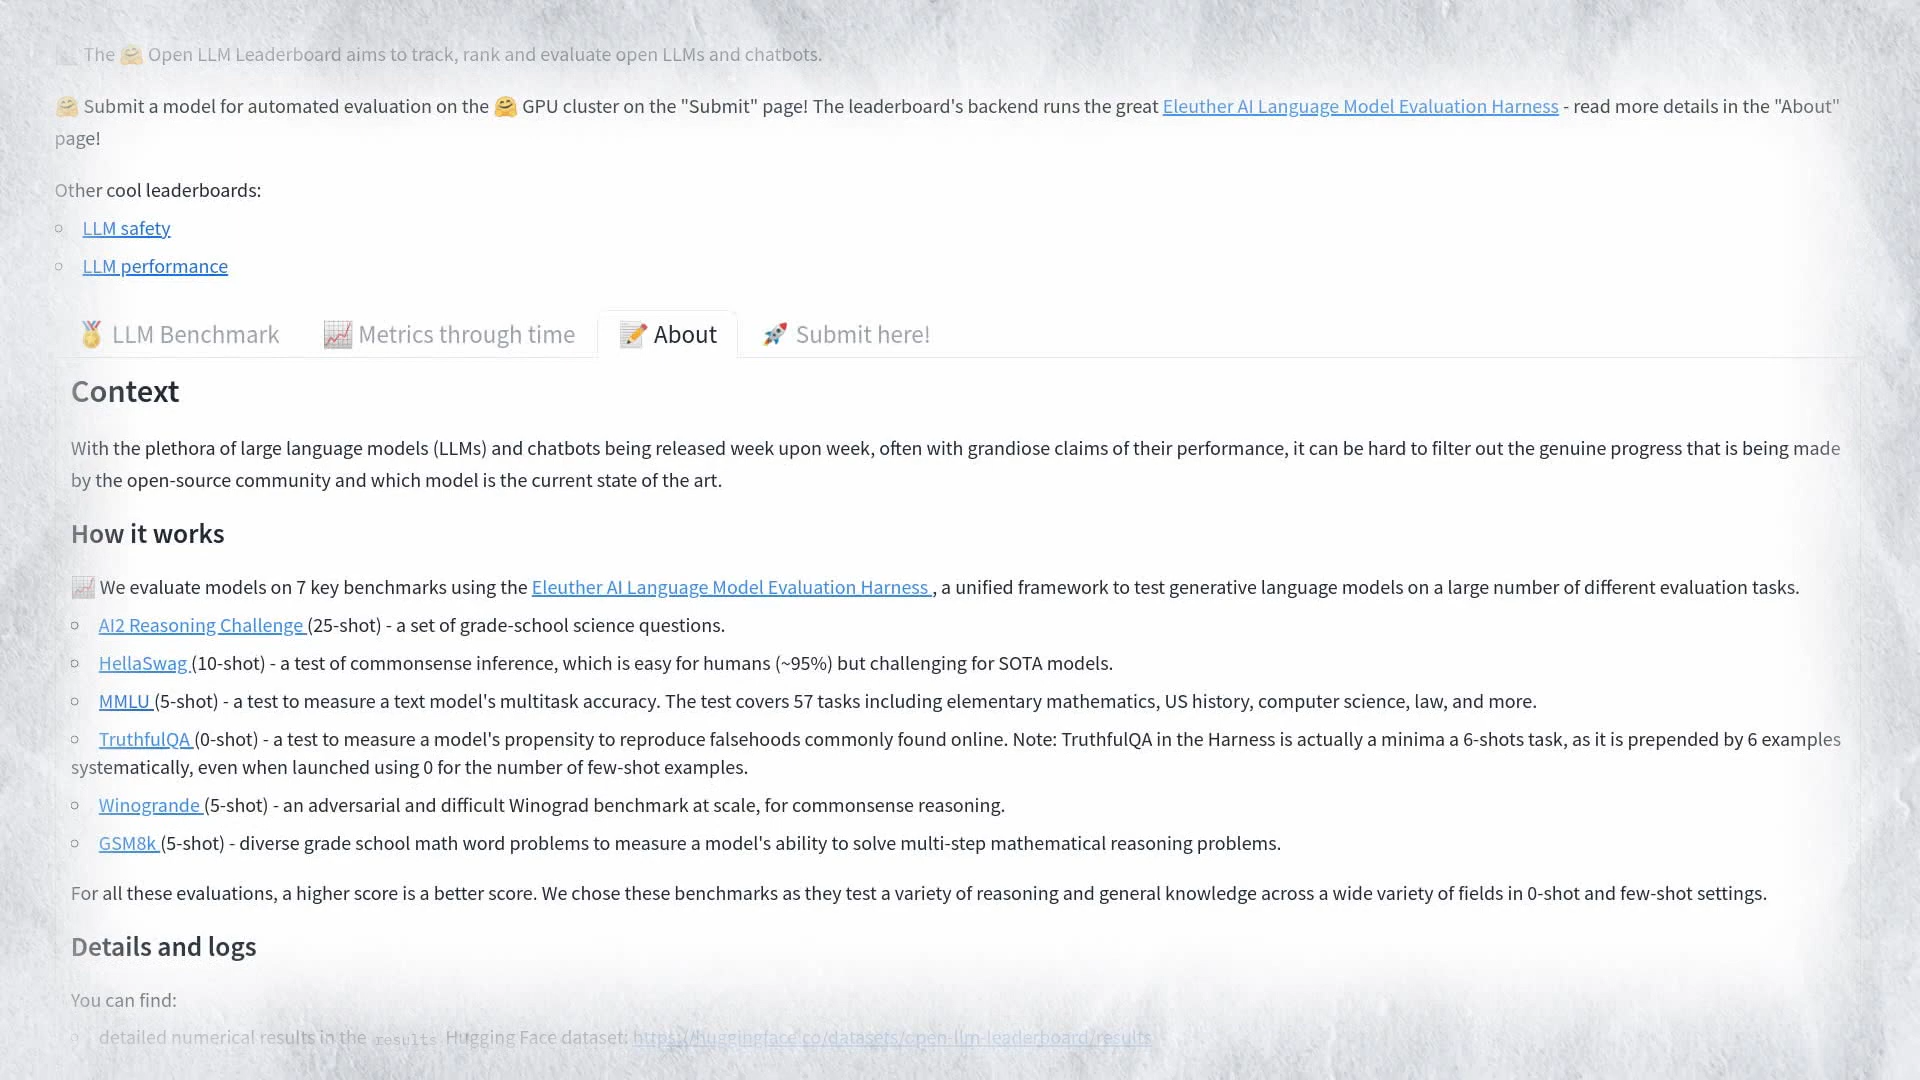 The 🤗 Open LLM Leaderboard aims to track, rank and evaluate open LLMs and chatbots.
🤗 Submit a model for automated evaluation on the 🤗 GPU cluster on the "Submit" page! The leaderboard's backend runs the great Eleuther AI Language Model Evaluation Harness - read more details in the "About"
page!
Other cool leaderboards:
LLM safety
LLM performance
🏅 LLM Benchmark 📈 Metrics through time 📝 About 🚀 Submit here!
Context
With the plethora of large language models (LLMs) and chatbots being released week upon week, often with grandiose claims of their performance, it can be hard to filter out the genuine progress that is being made
by the open-source community and which model is the current state of the art.
How it works
📈 We evaluate models on 7 key benchmarks using the Eleuther AI Language Model Evaluation Harness , a unified framework to test generative language models on a large number of different evaluation tasks.
AI2 Reasoning Challenge (25-shot) - a set of grade-school science questions.
HellaSwag (10-shot) - a test of commonsense inference, which is easy for humans (~95%) but challenging for SOTA models.
MMLU (5-shot) - a test to measure a text model's multitask accuracy. The test covers 57 tasks including elementary mathematics, US history, computer science, law, and more.
TruthfulQA (0-shot) - a test to measure a model's propensity to reproduce falsehoods commonly found online. Note: TruthfulQA in the Harness is actually a minima a 6-shots task, as it is prepended by 6 examples
systematically, even when launched using 0 for the number of few-shot examples.
Winogrande (5-shot) - an adversarial and difficult Winograd benchmark at scale, for commonsense reasoning.
GSM8k (5-shot) - diverse grade school math word problems to measure a model's ability to solve multi-step mathematical reasoning problems.
For all these evaluations, a higher score is a better score. We chose these benchmarks as they test a variety of reasoning and general knowledge across a wide variety of fields in 0-shot and few-shot settings.
Details and logs
You can find:
detailed numerical results in the results Hugging Face dataset: https://huggingface.co/datasets/open-llm-leaderboard/results